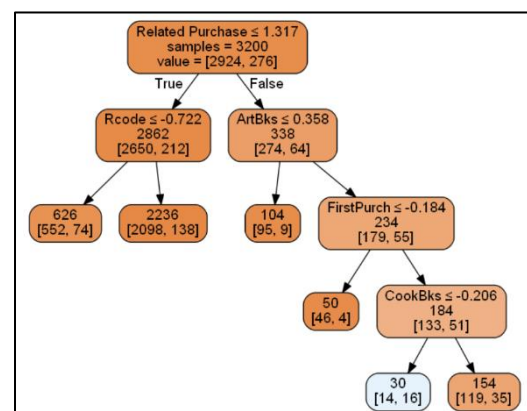 Related Purchase ≤ 1.317
samples = 3200
value = [2924, 276]
True
False
Rcode ≤ -0.722
2862
[2650, 212]
ArtBks ≤ 0.358
338
[274, 64]
626
[552, 74]
2236
[2098, 138]
104
[95, 9]
FirstPurch ≤ -0.184
234
[179, 55]
50
[46, 4]
CookBks ≤ -0.206
184
[133, 51]
30
[14, 16]
154
[119, 35]